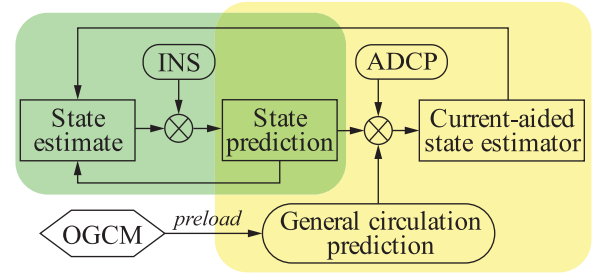 INS
ADCP
State
estimate
State
prediction
Current-aided
state estimator
OGCM
preload
General circulation
prediction